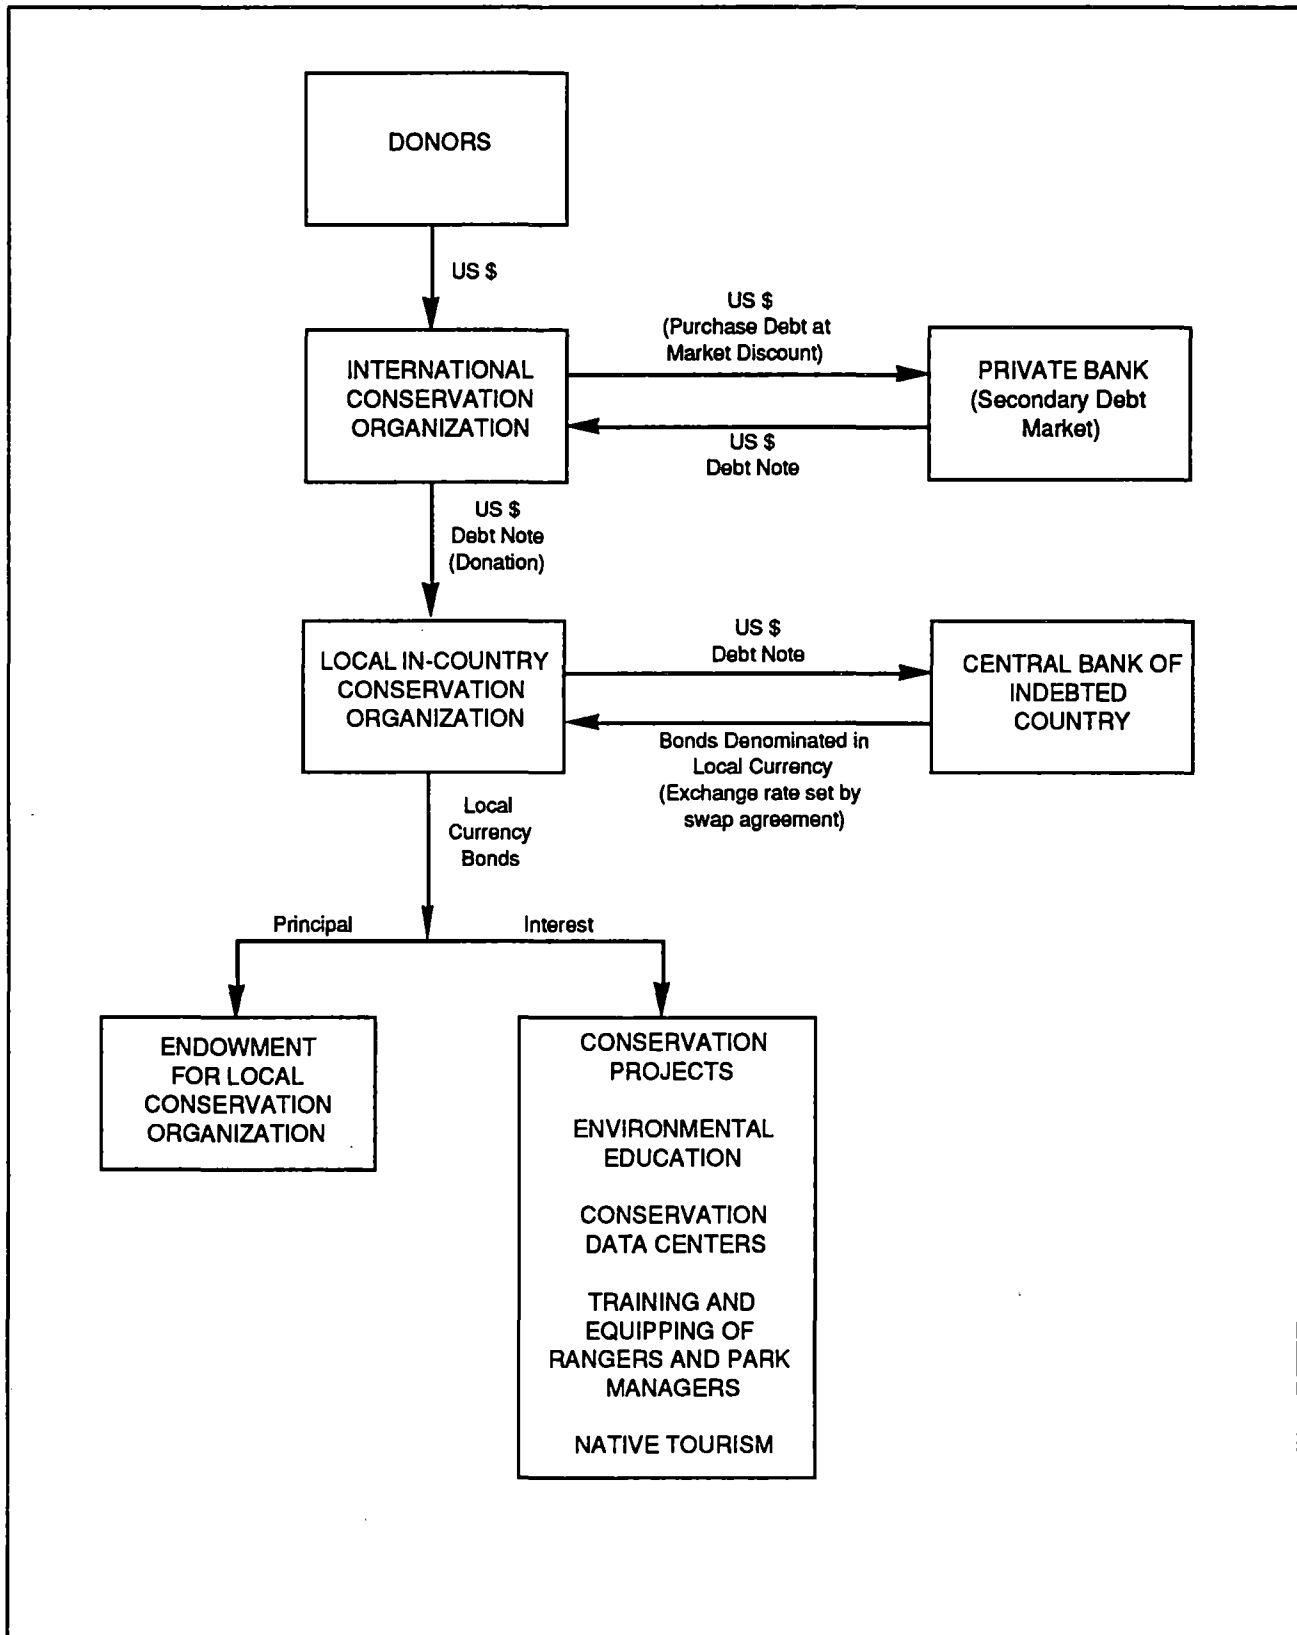 DONORS
US $
US $
(Purchase Debt at
Market Discount)
INTERNATIONAL
CONSERVATION
ORGANIZATION
PRIVATE BANK
(Secondary Debt
Market)
US $
Debt Note
US $
Debt Note
(Donation)
LOCAL IN-COUNTRY
CONSERVATION
ORGANIZATION
US $
Debt Note
CENTRAL BANK OF
INDEBTED
COUNTRY
Bonds Denominated in
Local Currency
(Exchange rate set by
swap agreement)
Local
Currency
Bonds
Principal
Interest
ENDOWMENT
FOR LOCAL
CONSERVATION
ORGANIZATION
CONSERVATION
PROJECTS
ENVIRONMENTAL
EDUCATION
CONSERVATION
DATA CENTERS
TRAINING AND
EQUIPPING OF
RANGERS AND PARK
MANAGERS
NATIVE TOURISM